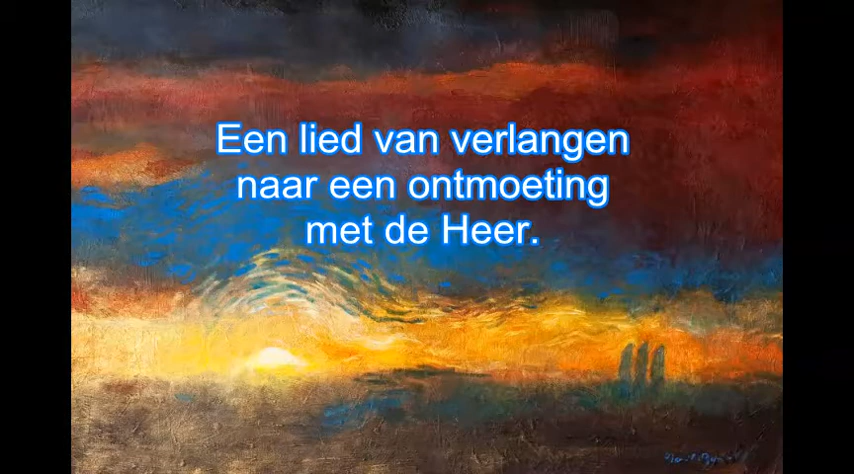 Een lied van verlangen
naar een ontmoeting
met de Heer.